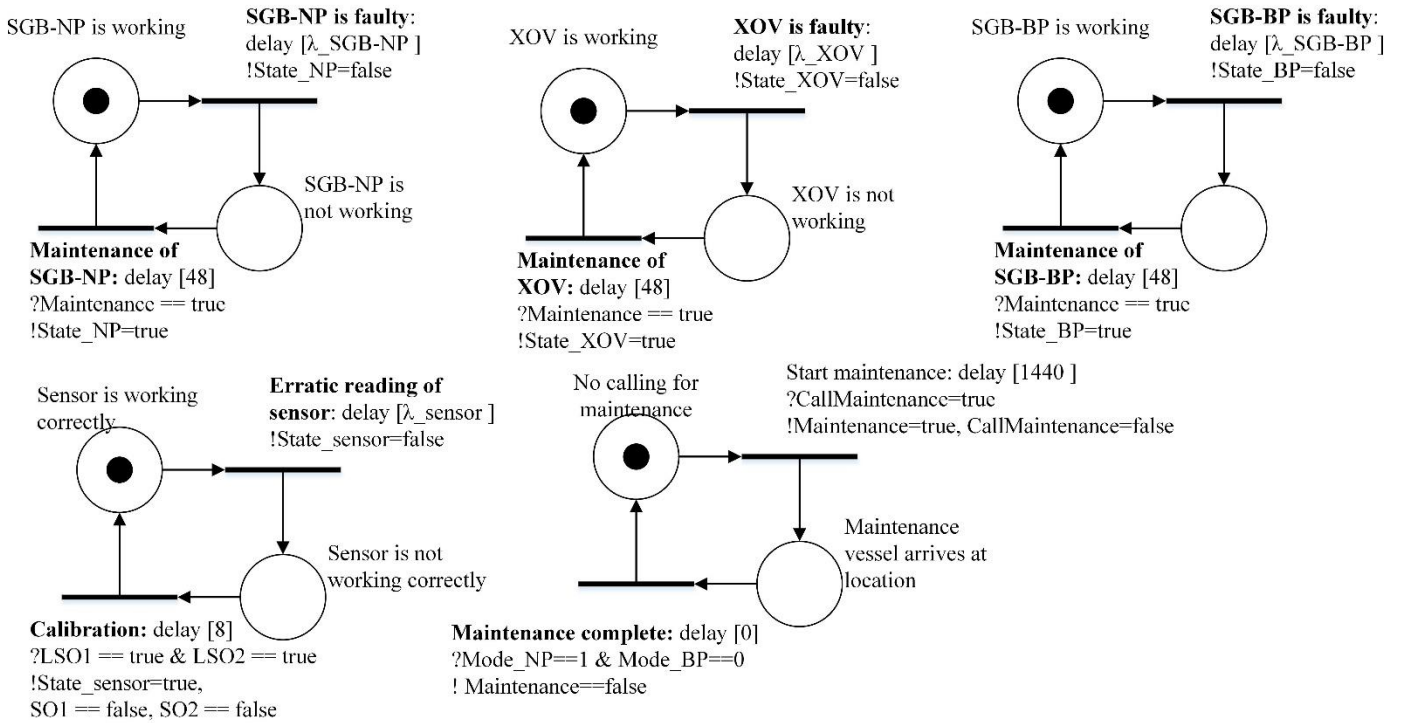 SGB-NP is working
SGB-NP is faulty:
delay [λ_SGB-NP ]
!State_NP=false
SGB-NP is
not working
Maintenance of
SGB-NP: delay [48]
?Maintenance == true
!State_NP=true
XOV is working
XOV is faulty:
delay [λ_XOV ]
!State_XOV=false
XOV is not
working
Maintenance of
XOV: delay [48]
?Maintenance == true
!State_XOV=true
SGB-BP is working
SGB-BP is faulty:
delay [λ_SGB-BP ]
!State_BP=false
SGB-BP is
not working
Maintenance of
SGB-BP: delay [48]
?Maintenance == true
!State_BP=true
Sensor is working
correctly
Erratic reading of
sensor: delay [λ_sensor ]
!State_sensor=false
Sensor is not
working correctly
Calibration: delay [8]
?LSO1 == true & LSO2 == true
!State_sensor=true,
SO1 == false, SO2 == false
No calling for
maintenance
Start maintenance: delay [1440 ]
?CallMaintenance=true
!Maintenance=true, CallMaintenance=false
Maintenance
vessel arrives at
location
Maintenance complete: delay [0]
?Mode_NP==1 & Mode_BP==0
! Maintenance==false